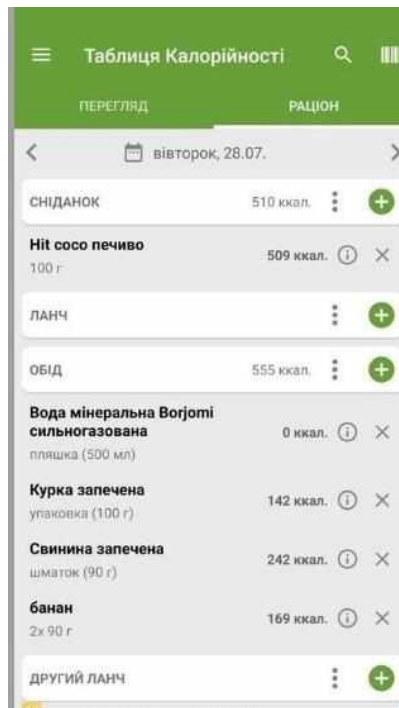 Таблиця Калорійності
ПЕРЕГЛЯД РАЦІОН
вівторок, 28.07.
СНІДАНОК 510 ккал.
Hit coco печиво 509 ккал.
100 г
ЛАНЧ
ОБІД 555 ккал.
Вода мінеральна Borjomi
сильногазована 0 ккал.
пляшка (500 мл)
Курка запечена 142 ккал.
упаковка (100 г)
Свинина запечена 242 ккал.
шматок (90 г)
банан 169 ккал.
2x 90 г
ДРУГИЙ ЛАНЧ